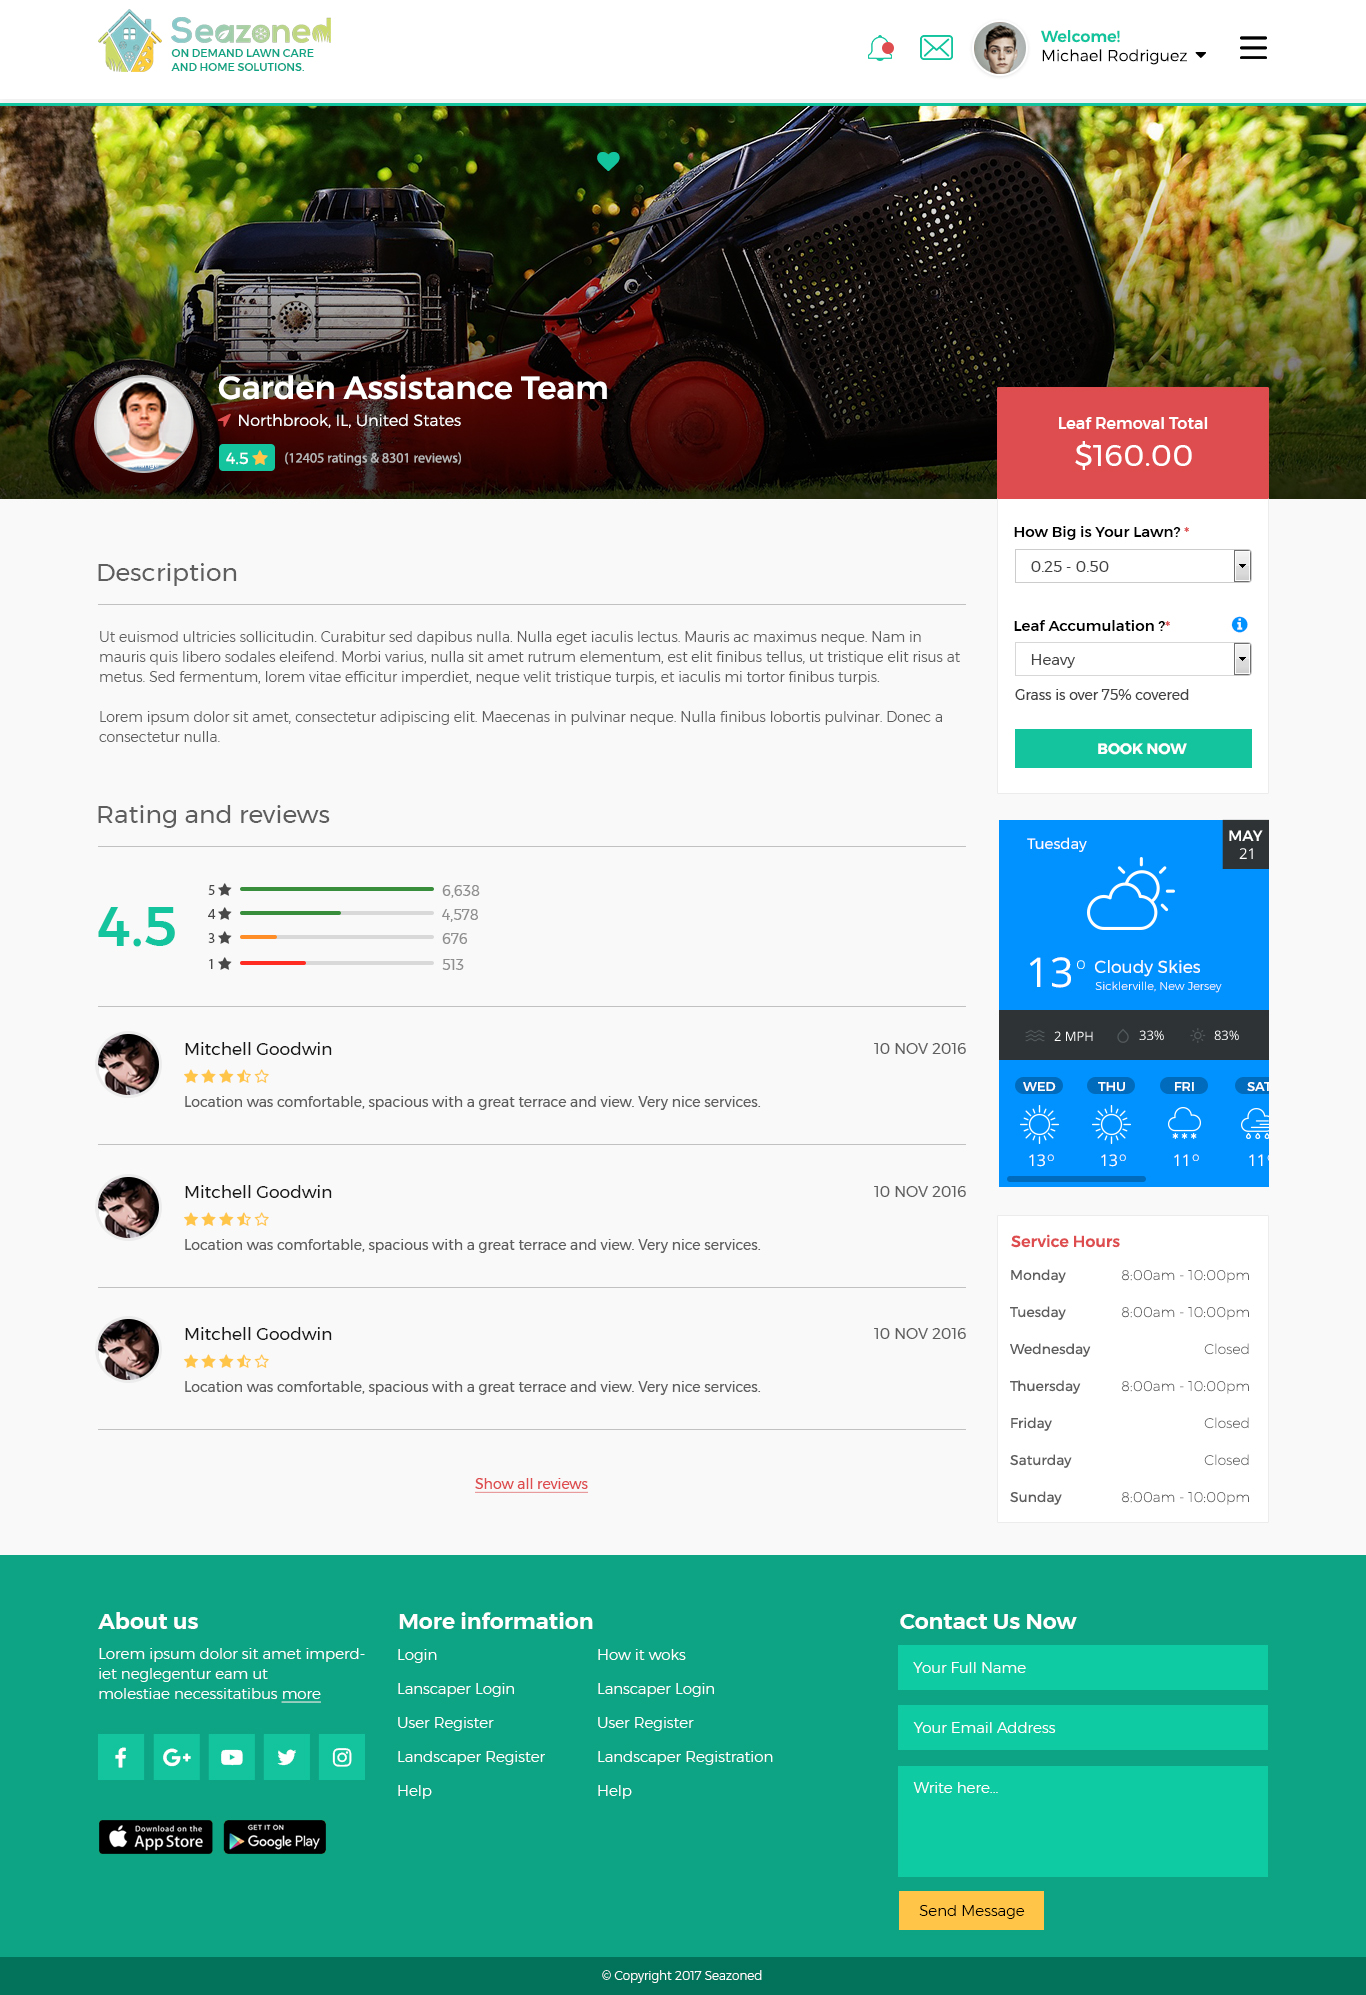 Seazoned
ON DEMAND LAWN CARE
AND HOME SOLUTIONS.
Welcome!
Michael Rodriguez
Garden Assistance Team
Northbrook, IL, United States
4.5 (12405 ratings & 8301 reviews)
Leaf Removal Total
$160.00
How Big is Your Lawn? *
0.25 - 0.50
Leaf Accumulation ?*
Heavy
Grass is over 75% covered
BOOK NOW
Description
Ut euismod ultricies sollicitudin. Curabitur sed dapibus nulla. Nulla eget iaculis lectus. Mauris ac maximus neque. Nam in
mauris quis libero sodales eleifend. Morbi varius, nulla sit amet rutrum elementum, est elit finibus tellus, ut tristique elit risus at
metus. Sed fermentum, lorem vitae efficitur imperdiet, neque velit tristique turpis, et iaculis mi tortor finibus turpis.
Lorem ipsum dolor sit amet, consectetur adipiscing elit. Maecenas in pulvinar neque. Nulla finibus lobortis pulvinar. Donec a
consectetur nulla.
Rating and reviews
4.5
5 6,638
4 4,578
3 676
1 513
Mitchell Goodwin 10 NOV 2016
Location was comfortable, spacious with a great terrace and view. Very nice services.
Mitchell Goodwin 10 NOV 2016
Location was comfortable, spacious with a great terrace and view. Very nice services.
Mitchell Goodwin 10 NOV 2016
Location was comfortable, spacious with a great terrace and view. Very nice services.
Show all reviews
Tuesday
MAY
21
13° Cloudy Skies
Sicklerville, New Jersey
2 MPH 33% 83%
WED THU FRI SAT
13° 13° 11° 11°
Service Hours
Monday 8:00am - 10:00pm
Tuesday 8:00am - 10:00pm
Wednesday Closed
Thuersday 8:00am - 10:00pm
Friday Closed
Saturday Closed
Sunday 8:00am - 10:00pm
About us
Lorem ipsum dolor sit amet imperd-
iet neglegentur eam ut
molestiae necessitatibus more
G+
Download on the
App Store
GET IT ON
Google Play
More information
Login How it woks
Lanscaper Login Lanscaper Login
User Register User Register
Landscaper Register Landscaper Registration
Help Help
Contact Us Now
Your Full Name
Your Email Address
Write here...
Send Message
© Copyright 2017 Seazoned